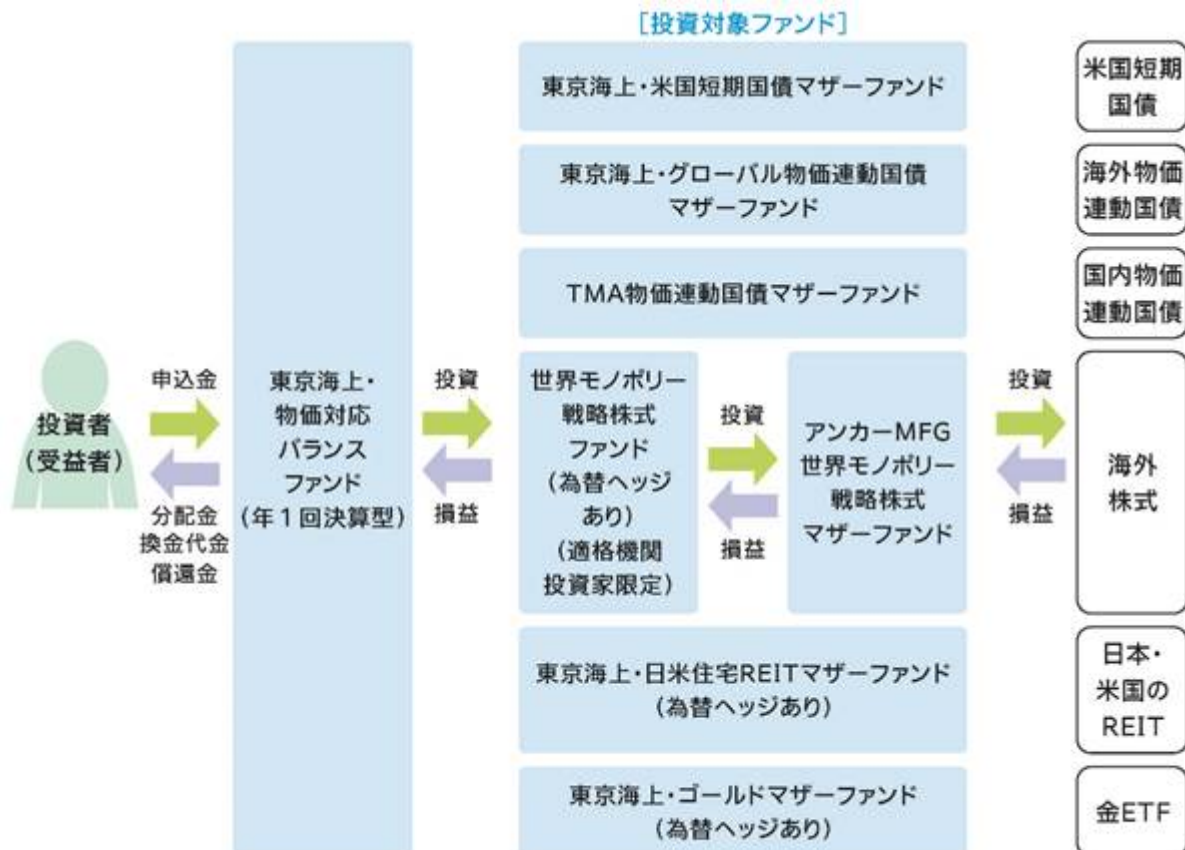 [投資対象ファンド]
東京海上・米国短期国債マザーファンド
米国短期
国債
東京海上・グローバル物価連動国債
マザーファンド
海外物価
連動国債
TMA物価連動国債マザーファンド
国内物価
連動国債
投資者
(受益者)
申込金
分配金
換金代金
償還金
東京海上・
物価対応
バランス
ファンド
(年1回決算型)
投資
損益
世界モノポリー
戦略株式
ファンド
(為替ヘッジ
あり)
(適格機関
投資家限定)
投資
損益
アンカーMFG
世界モノポリー
戦略株式
マザーファンド
投資
損益
海外
株式
東京海上・日米住宅REITマザーファンド
(為替ヘッジあり)
日本・
米国の
REIT
東京海上・ゴールドマザーファンド
(為替ヘッジあり)
金ETF